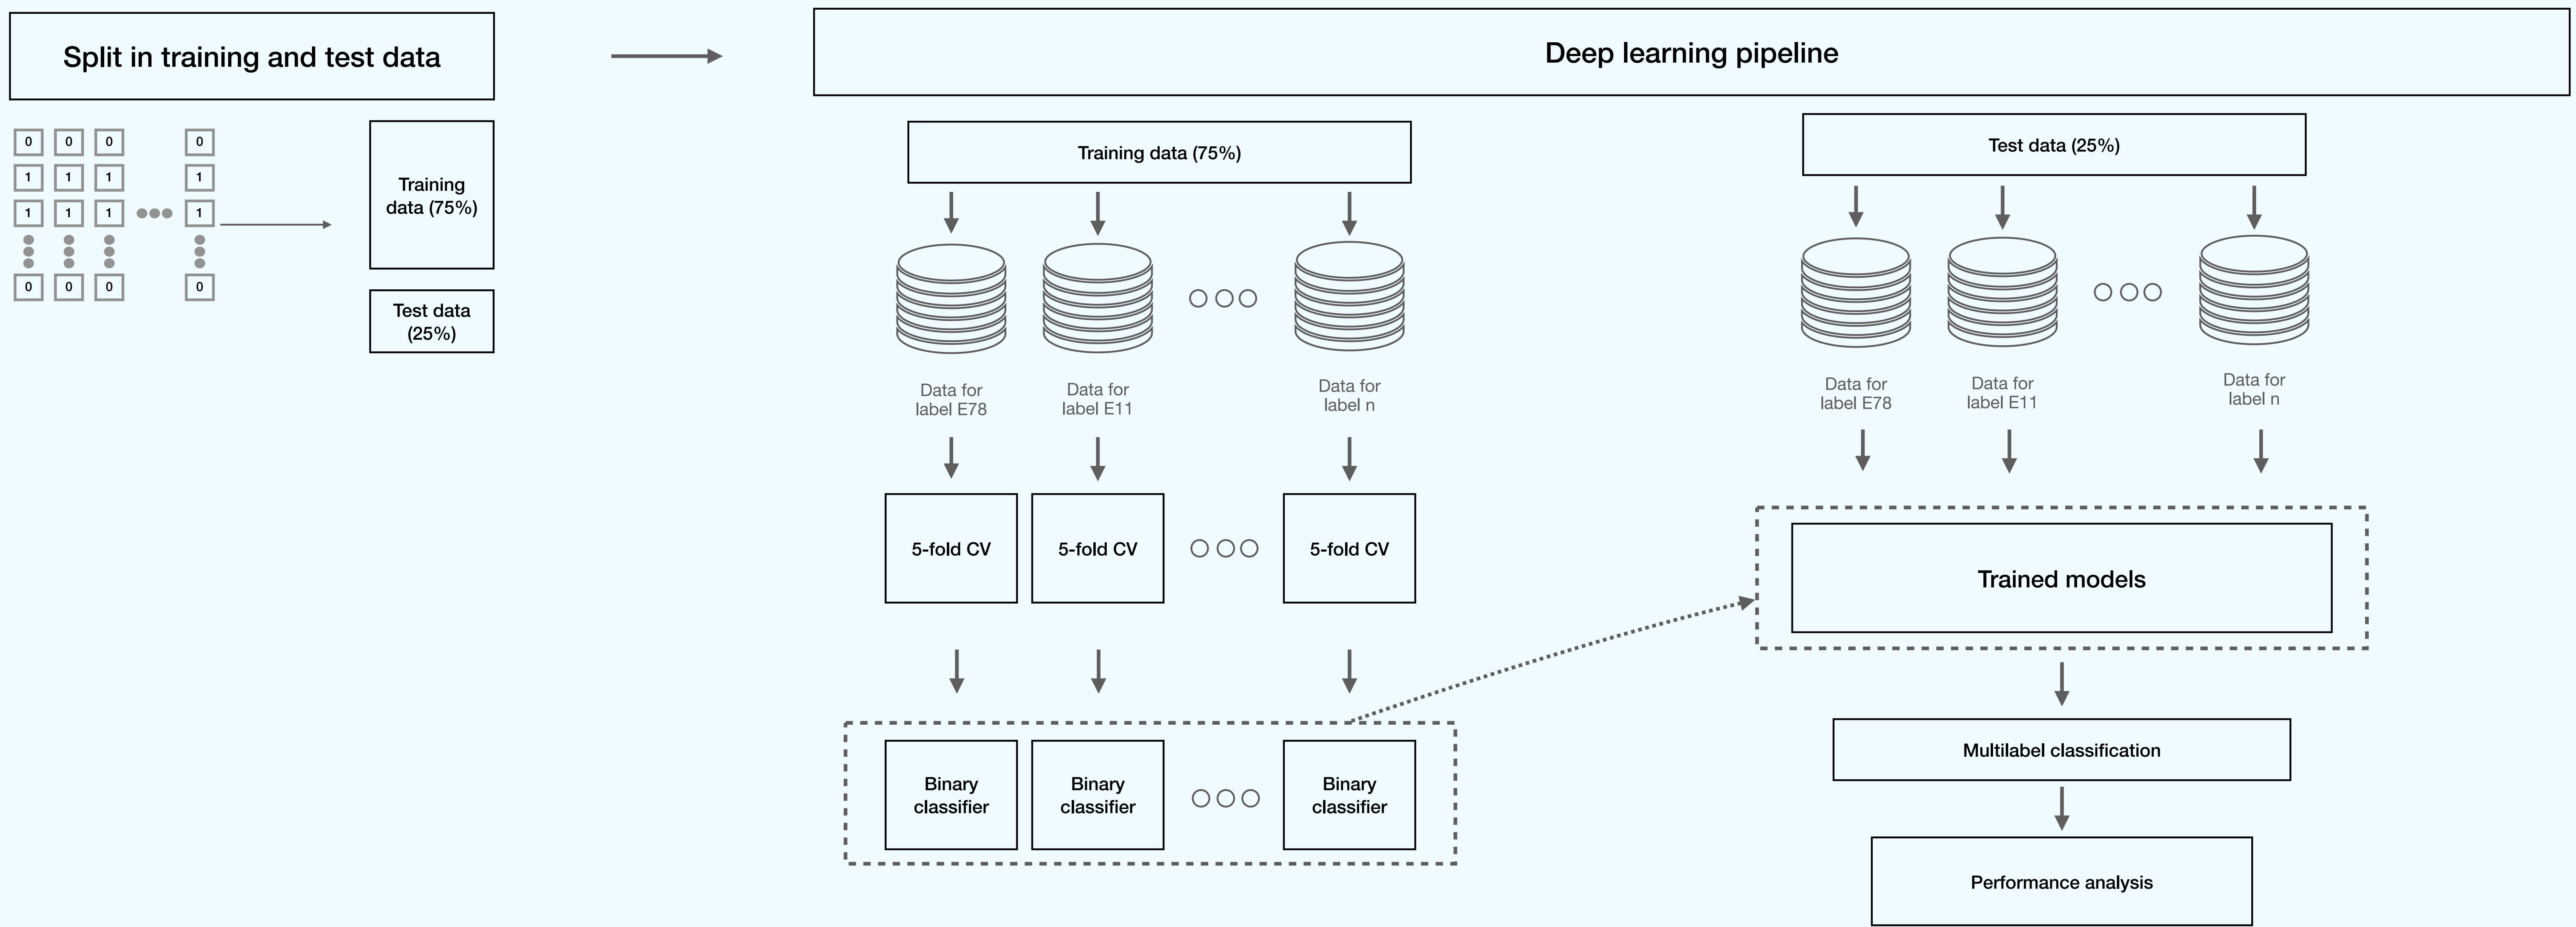 Split in training and test data
Deep learning pipeline
0 0 0 0
1 1 1 1
1 1 1 1
0 0 0 0
Training
data (75%)
Test data
(25%)
Training data (75%)
Data for
label E78
Data for
label E11
Data for
label n
5-fold CV
5-fold CV
5-fold CV
Binary
classifier
Binary
classifier
Binary
classifier
Test data (25%)
Data for
label E78
Data for
label E11
Data for
label n
Trained models
Multilabel classification
Performance analysis